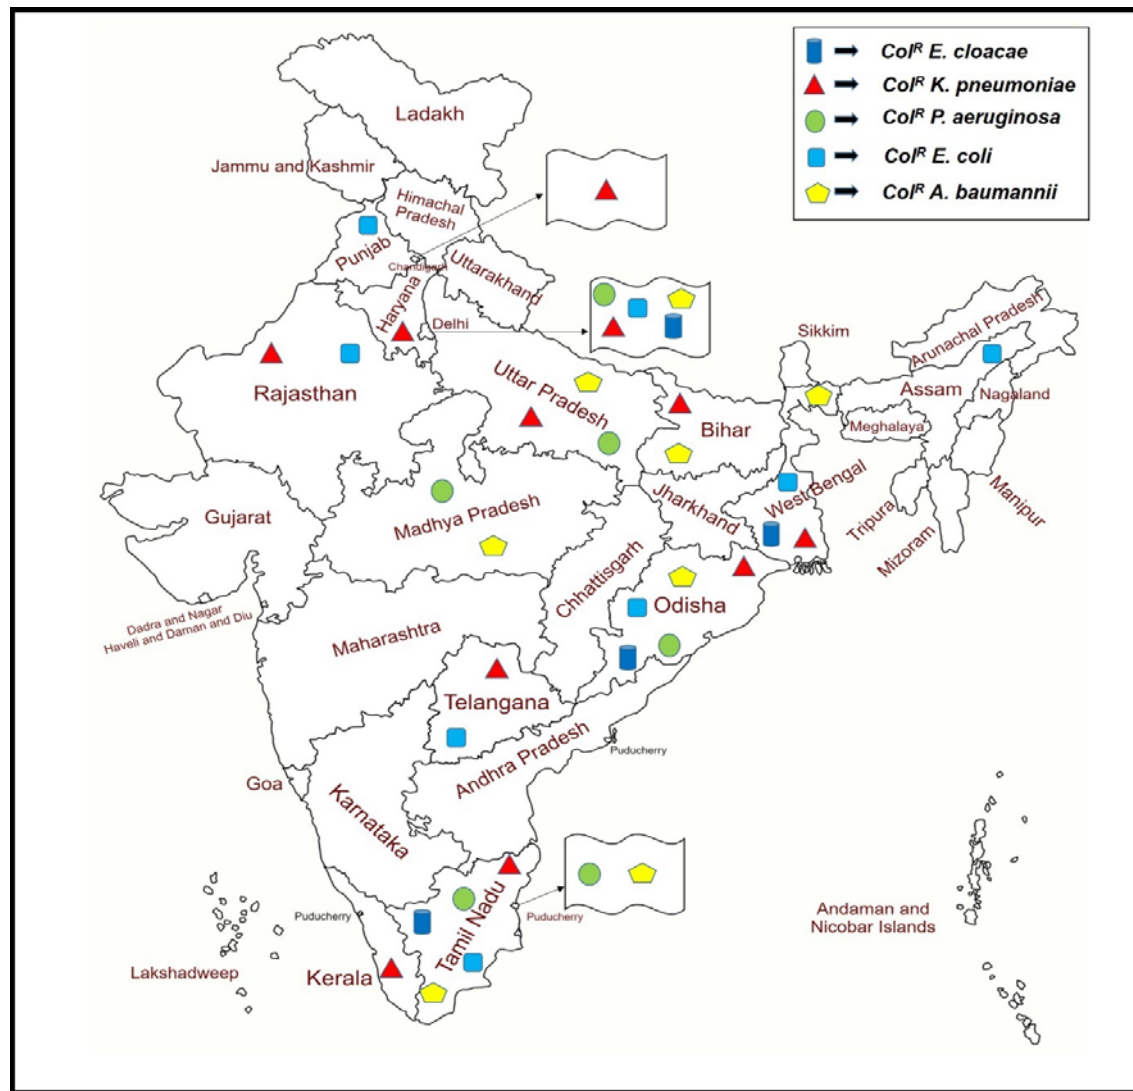 Col^R E. cloacae
Col^R K. pneumoniae
Col^R P. aeruginosa
Col^R E. coli
Col^R A. baumannii
Ladakh
Jammu and Kashmir
Himachal
Pradesh
Punjab
Chandigarh
Uttarakhand
Haryana
Delhi
Rajasthan
Uttar Pradesh
Bihar
Sikkim
Arunachal Pradesh
Assam
Nagaland
Meghalaya
Manipur
Tripura
Mizoram
West Bengal
Jharkhand
Gujarat
Madhya Pradesh
Chhattisgarh
Odisha
Dadra and Nagar
Haveli and Daman and Diu
Maharashtra
Telangana
Andhra Pradesh
Puducherry
Goa
Karnataka
Puducherry
Tamil Nadu
Puducherry
Kerala
Lakshadweep
Andaman and
Nicobar Islands